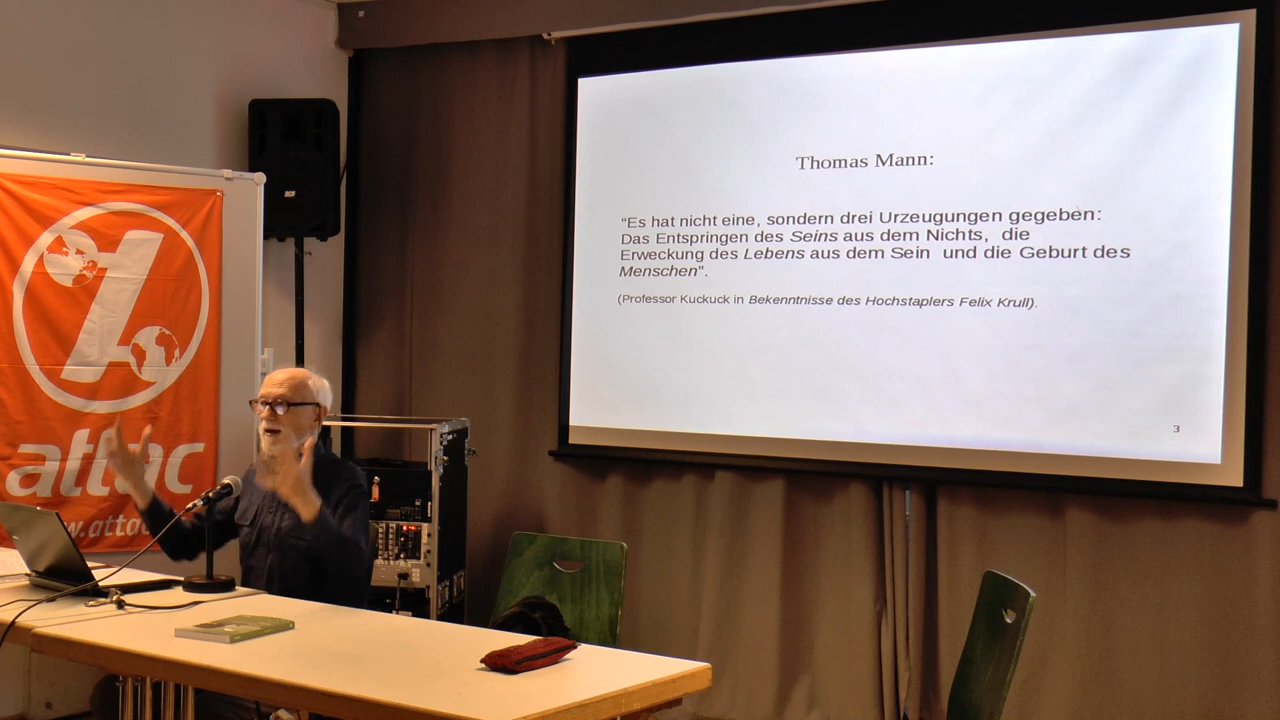 Thomas Mann:
“Es hat nicht eine, sondern drei Urzeugungen gegeben:
Das Entspringen des Seins aus dem Nichts, die
Erweckung des Lebens aus dem Sein und die Geburt des
Menschen”.
(Professor Kuckuck in Bekenntnisse des Hochstaplers Felix Krull).
3
attac